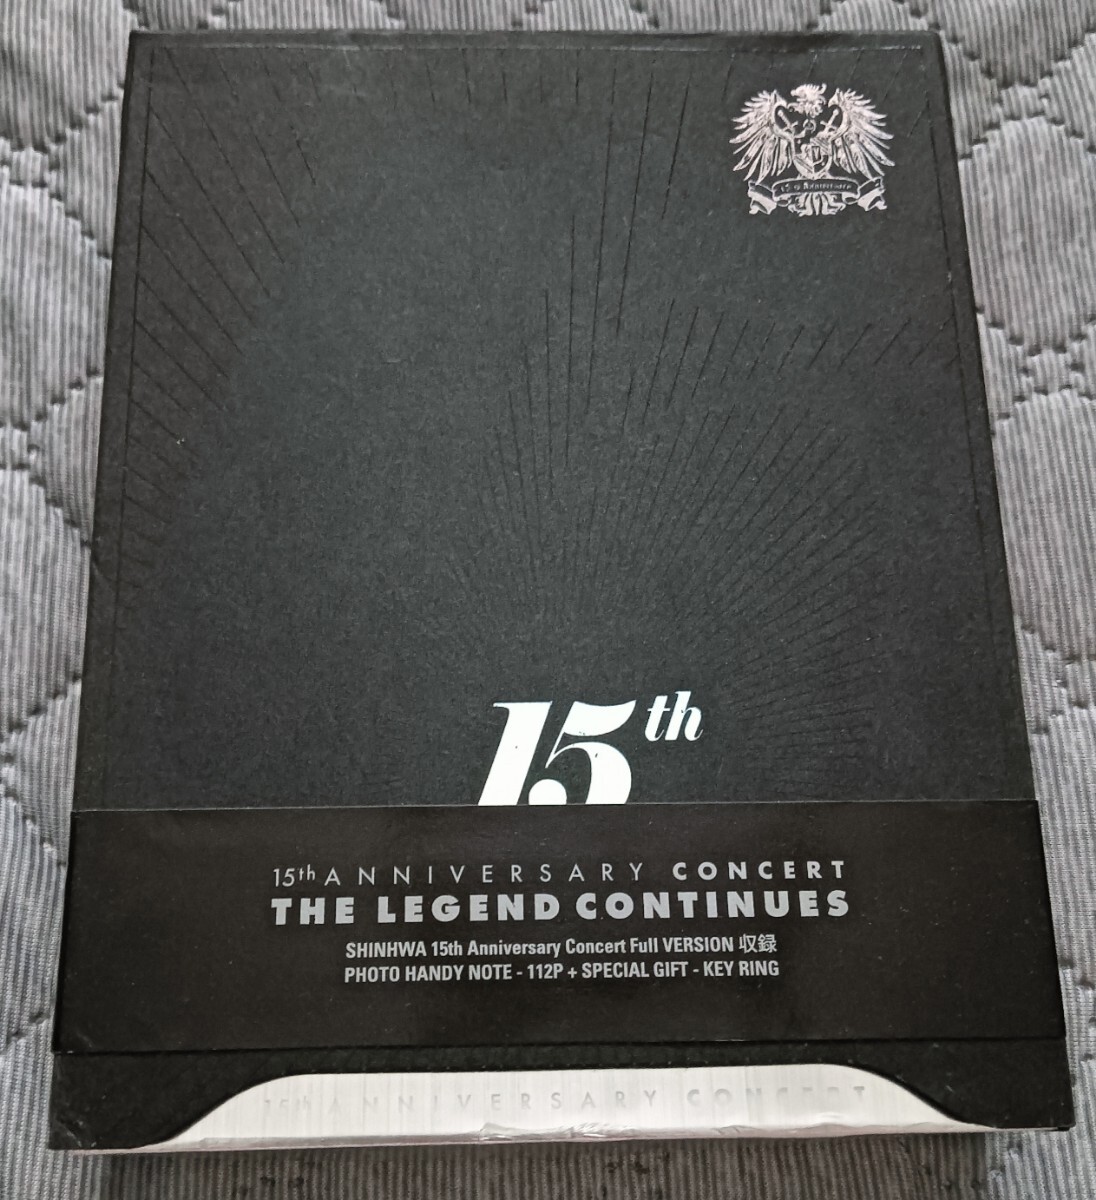 15th
15th ANNIVERSARY CONCERT
THE LEGEND CONTINUES
SHINHWA 15th Anniversary Concert Full VERSION 収録
PHOTO HANDY NOTE - 112P + SPECIAL GIFT - KEY RING
15th ANNIVERSARY CONCERT